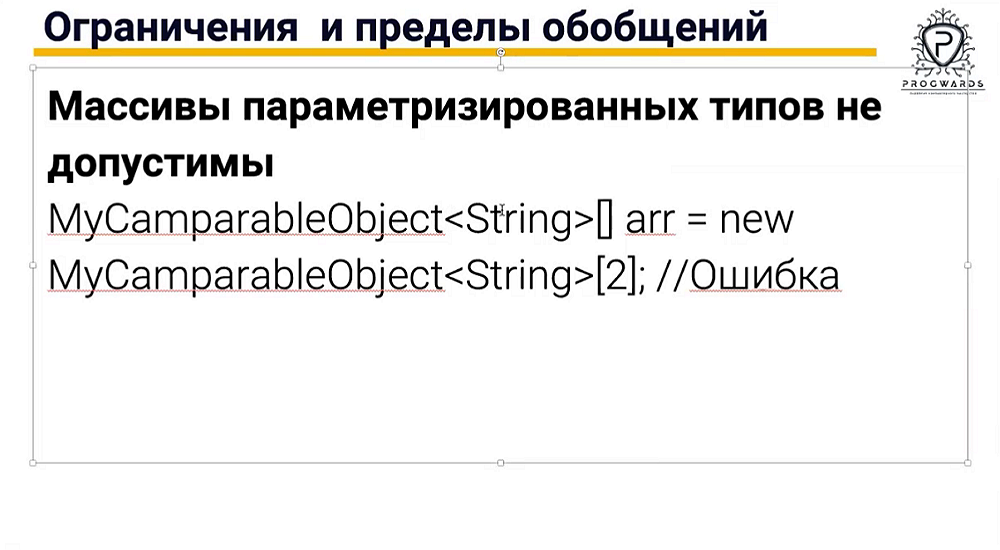 Ограничения и пределы обобщений
PROGWARDS
Массивы параметризированных типов не
допустимы
MyCamparableObject<String>[] arr = new
MyCamparableObject<String>[2]; //Ошибка